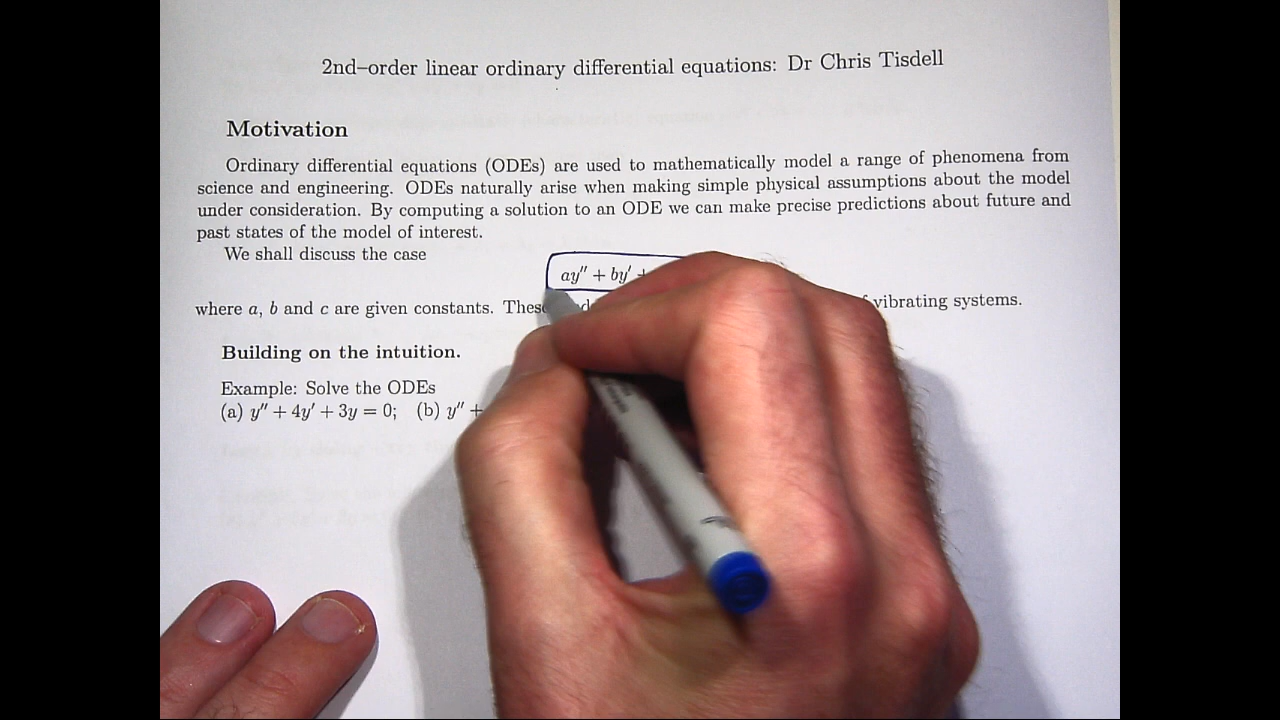 2nd–order linear ordinary differential equations: Dr Chris Tisdell
Motivation
Ordinary differential equations (ODEs) are used to mathematically model a range of phenomena from
science and engineering. ODEs naturally arise when making simple physical assumptions about the model
under consideration. By computing a solution to an ODE we can make precise predictions about future and
past states of the model of interest.
We shall discuss the case
ay″ + by′ +
where a, b and c are given constants. These vibrating systems.
Building on the intuition.
Example: Solve the ODEs
(a) y″ + 4y′ + 3y = 0; (b) y″ +